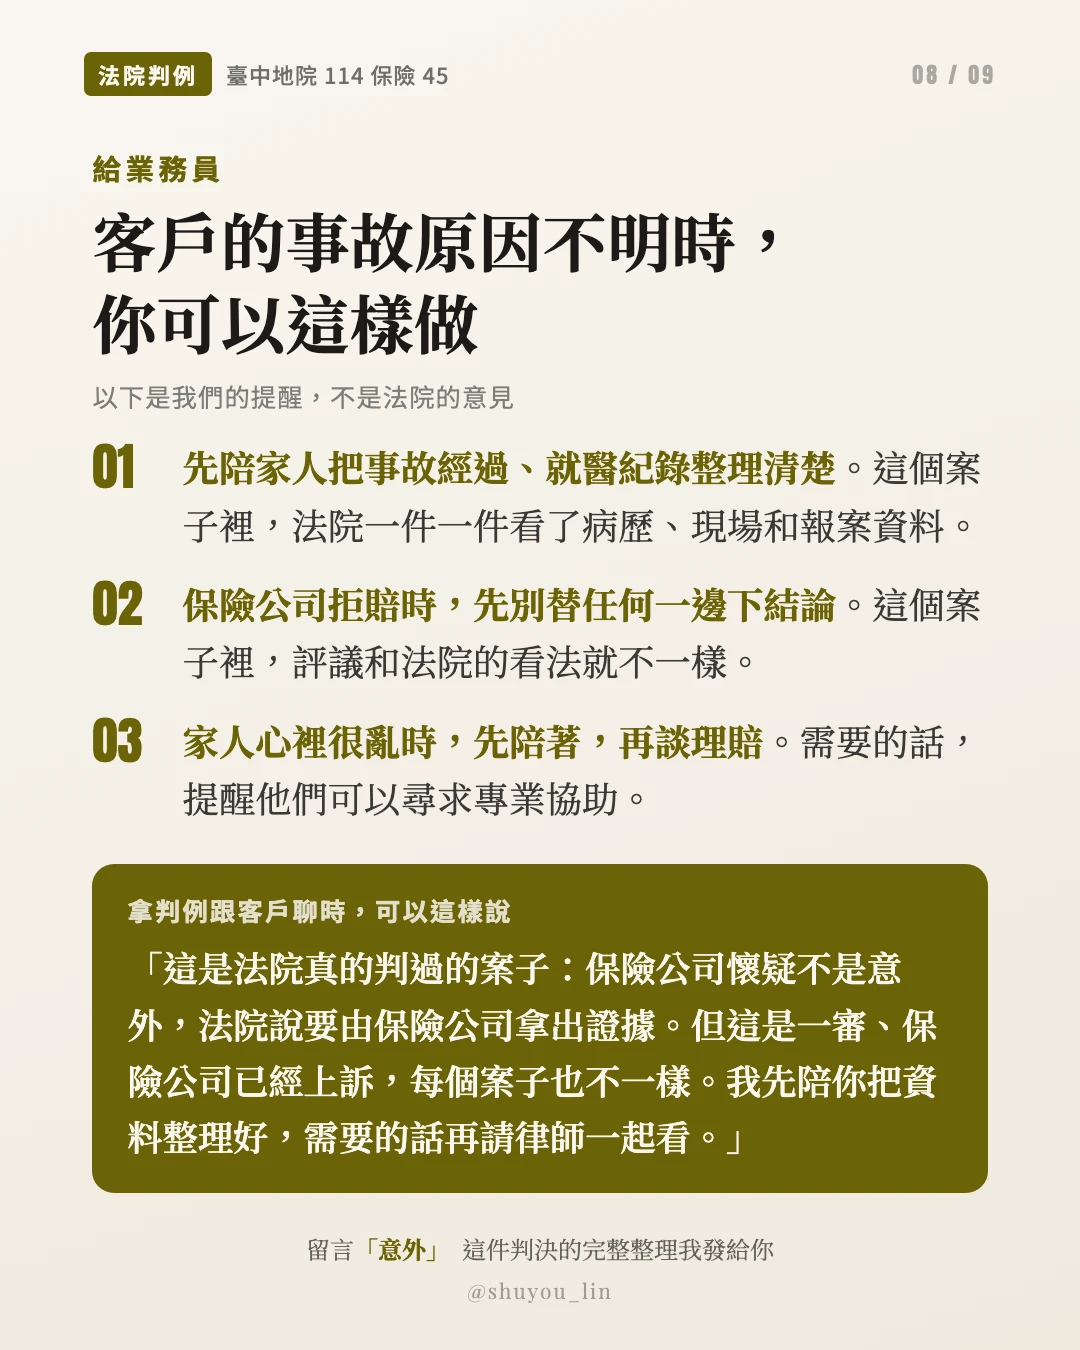 法院判例 臺中地院 114 保險 45
08 / 09
給業務員
客戶的事故原因不明時，
你可以這樣做
以下是我們的提醒，不是法院的意見
01 先陪家人把事故經過、就醫紀錄整理清楚。這個案
子裡，法院一件一件看了病歷、現場和報案資料。
02 保險公司拒賠時，先別替任何一邊下結論。這個案
子裡，評議和法院的看法就不一樣。
03 家人心裡很亂時，先陪著，再談理賠。需要的話，
提醒他們可以尋求專業協助。
拿判例跟客戶聊時，可以這樣說
「這是法院真的判過的案子：保險公司懷疑不是意
外，法院說要由保險公司拿出證據。但這是一審、保
險公司已經上訴，每個案子也不一樣。我先陪你把資
料整理好，需要的話再請律師一起看。」
留言「意外」 這件判決的完整整理我發給你
@shuyou_lin